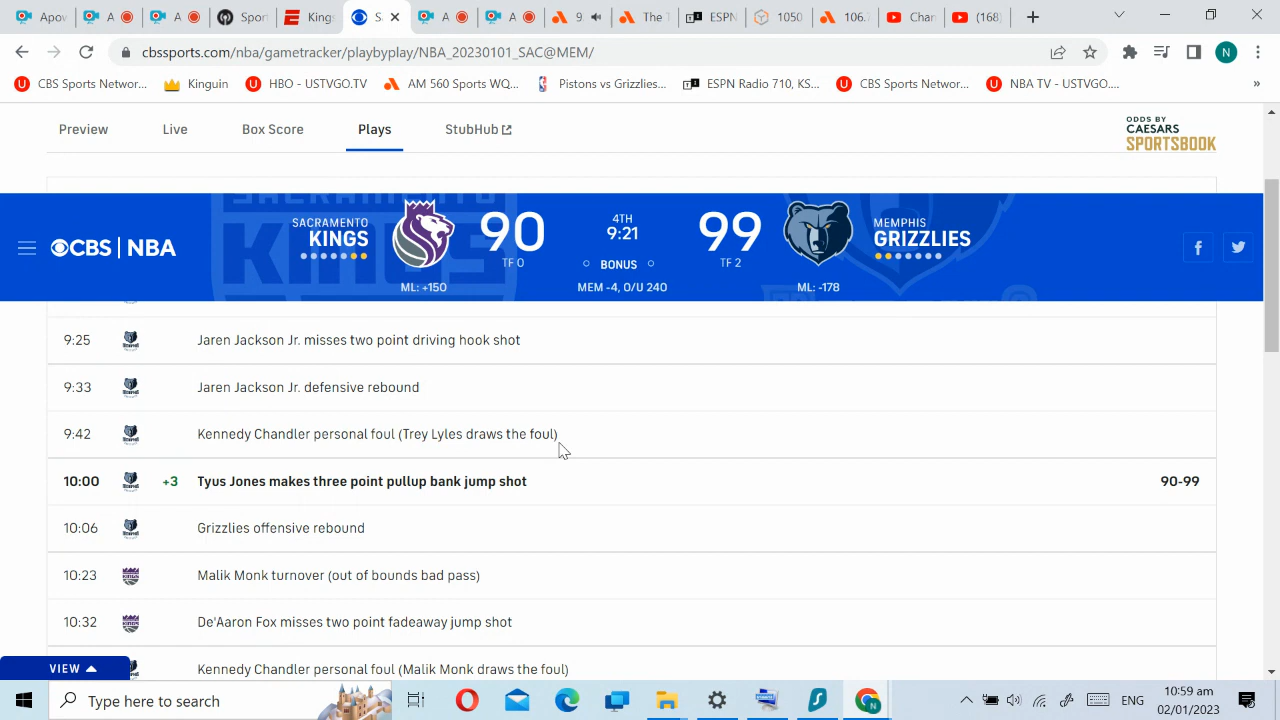 Apov
A
A
Spor
King
S
A
A
9
The T
ESPN
1050
106.7
Char
(168)
cbssports.com/nba/gametracker/playbyplay/NBA_20230101_SAC@MEM/
N
CBS Sports Networ...
Kinguin
HBO - USTVGO.TV
AM 560 Sports WQ...
Pistons vs Grizzlies...
ESPN Radio 710, KS...
CBS Sports Networ...
NBA TV - USTVGO....
»
Preview
Live
Box Score
Plays
StubHub
ODDS BY
CAESARS
SPORTSBOOK
CBS | NBA
SACRAMENTO
KINGS
90
TF 0
ML: +150
4TH
9:21
BONUS
MEM -4, O/U 240
99
TF 2
MEMPHIS
GRIZZLIES
ML: -178
9:25 Jaren Jackson Jr. misses two point driving hook shot
9:33 Jaren Jackson Jr. defensive rebound
9:42 Kennedy Chandler personal foul (Trey Lyles draws the foul)
10:00 +3 Tyus Jones makes three point pullup bank jump shot 90-99
10:06 Grizzlies offensive rebound
10:23 Malik Monk turnover (out of bounds bad pass)
10:32 De'Aaron Fox misses two point fadeaway jump shot
Kennedy Chandler personal foul (Malik Monk draws the foul)
VIEW
Type here to search
ENG
10:59 am
02/01/2023